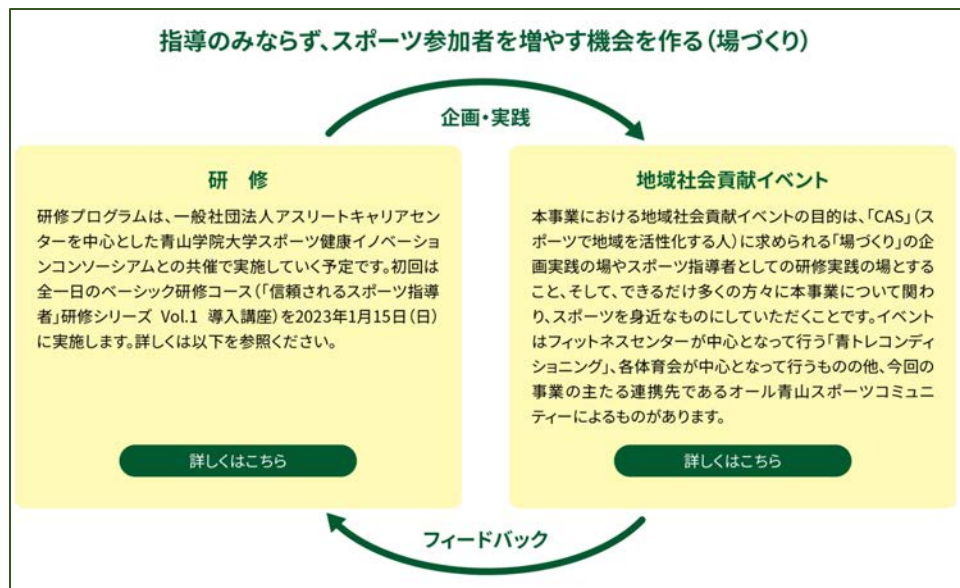 指導のみならず、スポーツ参加者を増やす機会を作る(場づくり)
企画・実践
研 修
研修プログラムは、一般社団法人アスリートキャリアセン
ターを中心とした青山学院大学スポーツ健康イノベーショ
ンコンソーシアムとの共催で実施していく予定です。初回は
全一日のベーシック研修コース(「信頼されるスポーツ指導
者」研修シリーズ Vol.1 導入講座)を2023年1月15日(日)
に実施します。詳しくは以下を参照ください。
詳しくはこちら
地域社会貢献イベント
本事業における地域社会貢献イベントの目的は、「CAS」(ス
ポーツで地域を活性化する人)に求められる「場づくり」の企
画実践の場やスポーツ指導者としての研修実践の場とする
こと、そして、できるだけ多くの方々に本事業について関わ
り、スポーツを身近なものにしていただくことです。イベント
はフィットネスセンターが中心となって行う「青トレコンディ
ショニング」、各体育会が中心となって行うものの他、今回の
事業の主たる連携先であるオール青山スポーツコミュニ
ティーによるものがあります。
詳しくはこちら
フィードバック